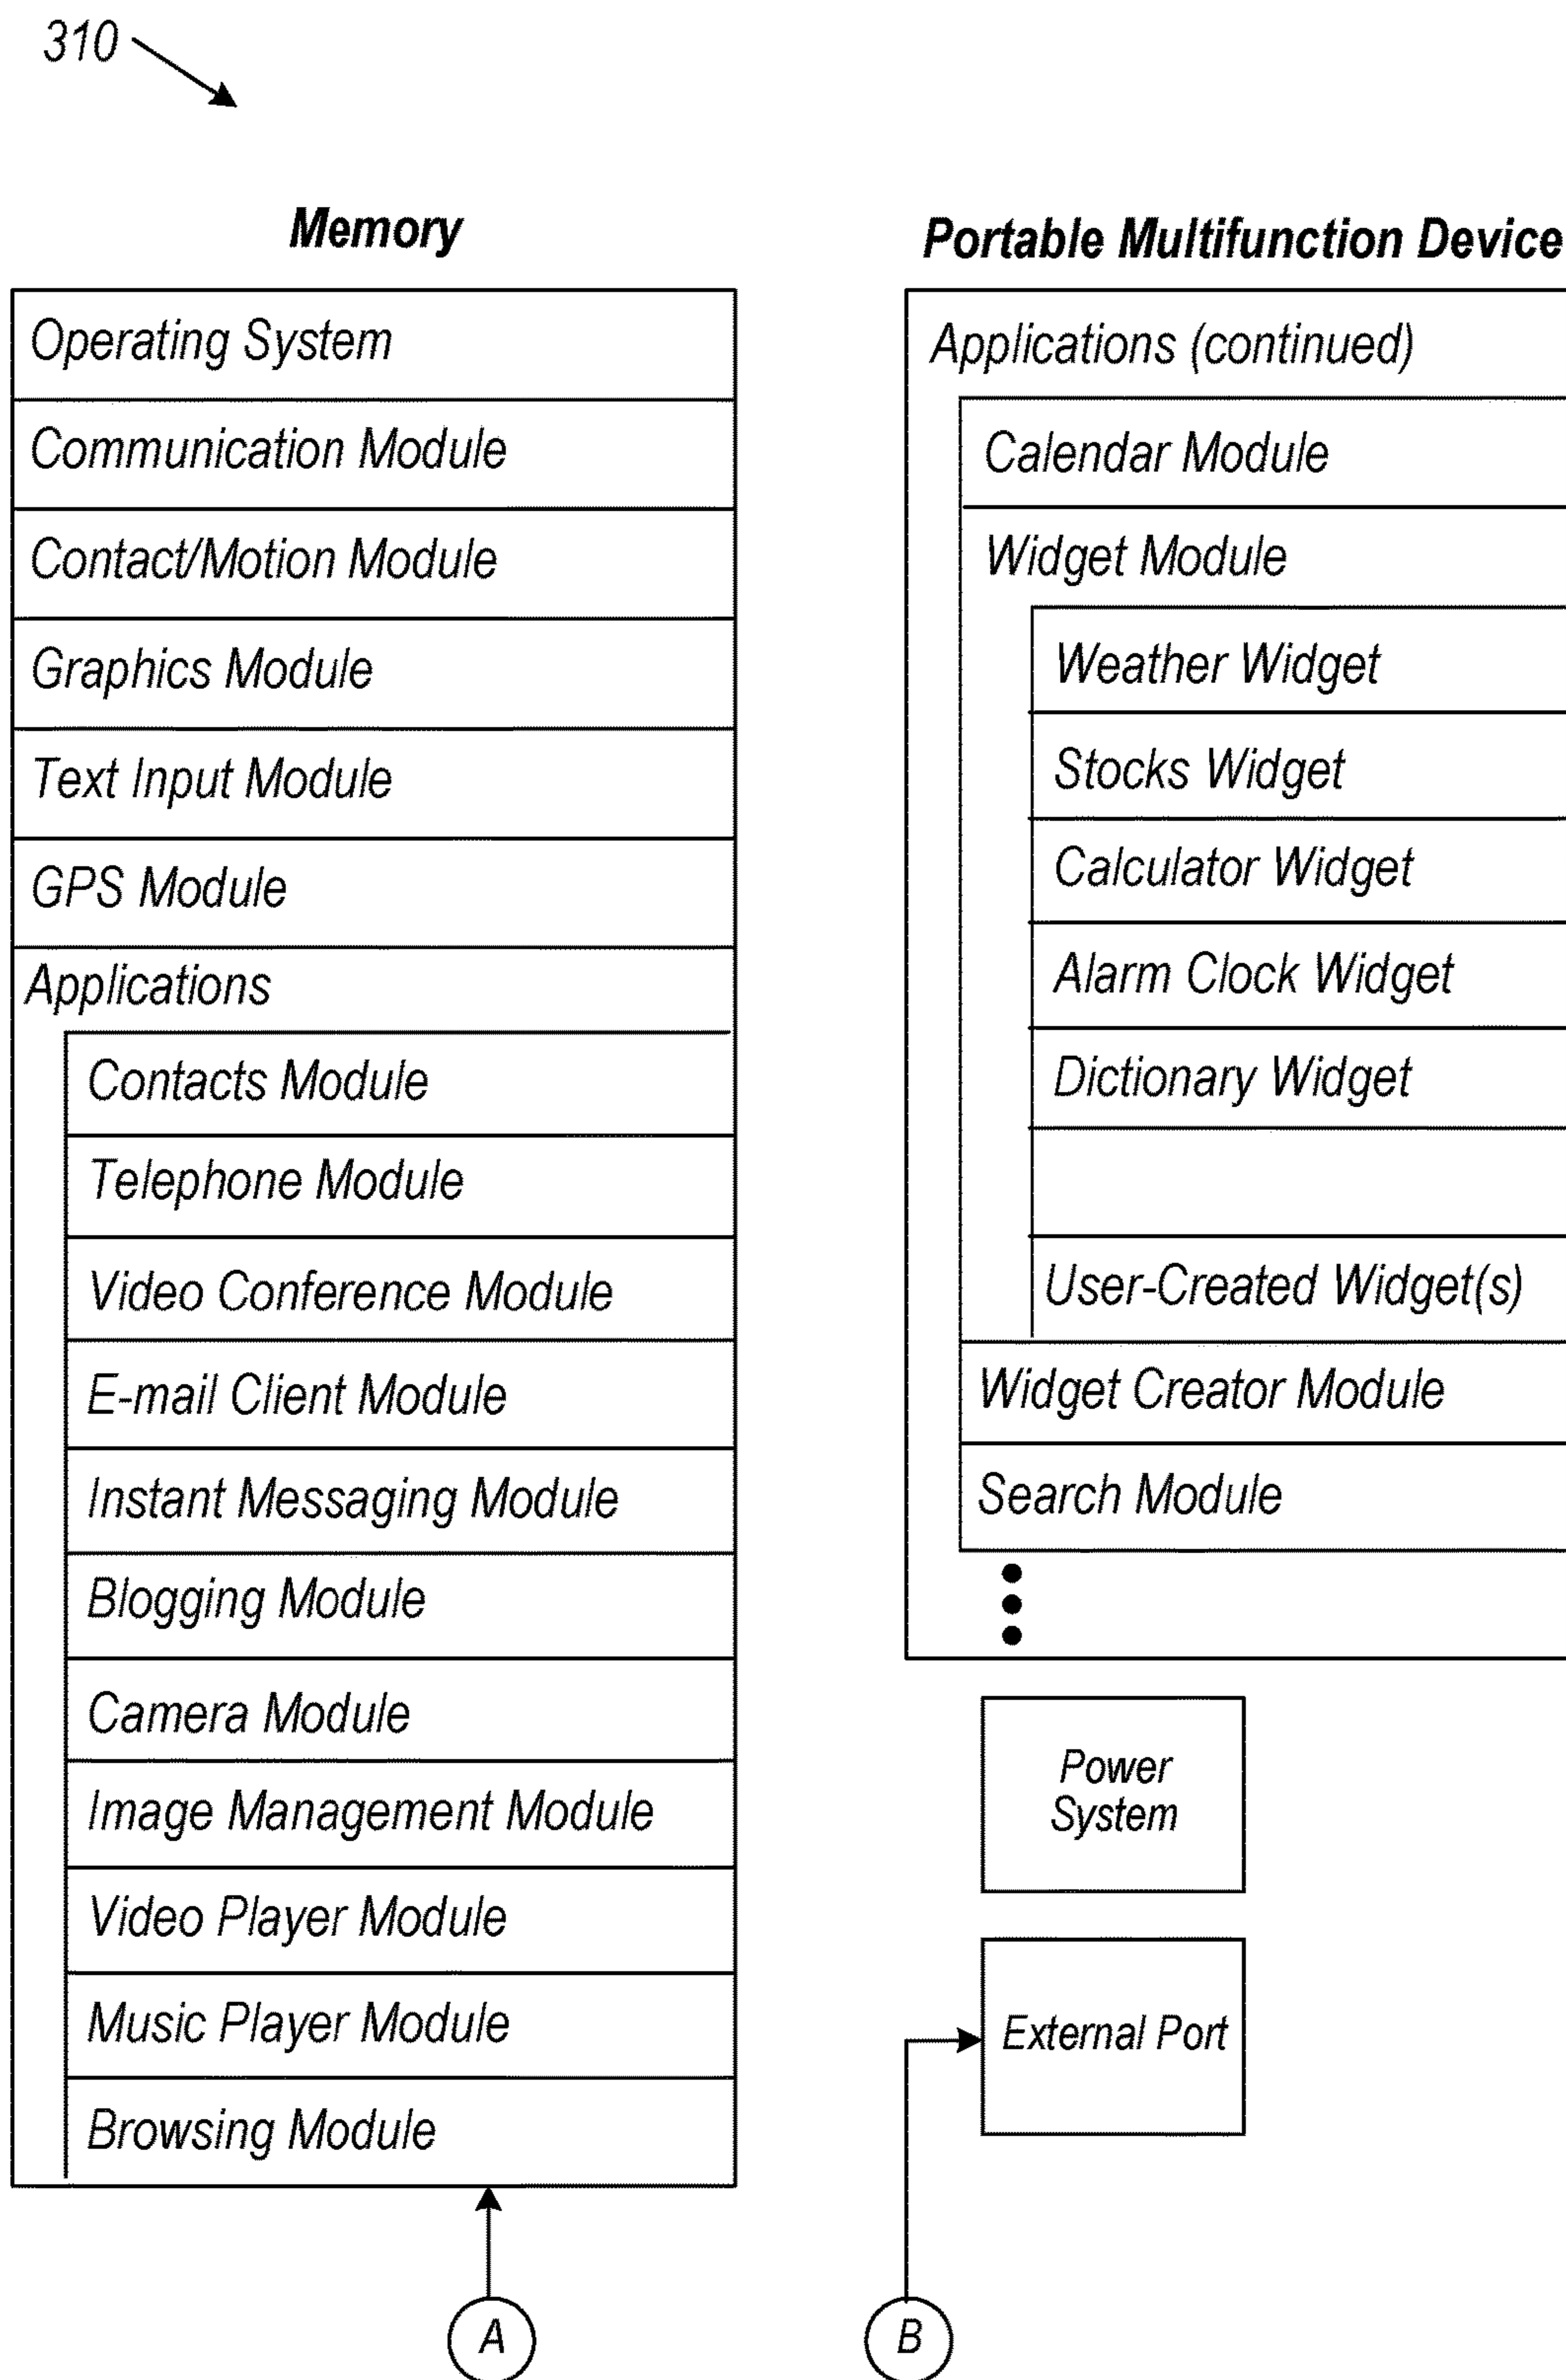 310
Memory
Operating System
Communication Module
Contact/Motion Module
Graphics Module
Text Input Module
GPS Module
Applications
Contacts Module
Telephone Module
Video Conference Module
E-mail Client Module
Instant Messaging Module
Blogging Module
Camera Module
Image Management Module
Video Player Module
Music Player Module
Browsing Module
A
Portable Multifunction Device
Applications (continued)
Calendar Module
Widget Module
Weather Widget
Stocks Widget
Calculator Widget
Alarm Clock Widget
Dictionary Widget
User-Created Widget(s)
Widget Creator Module
Search Module
Power
System
External Port
B